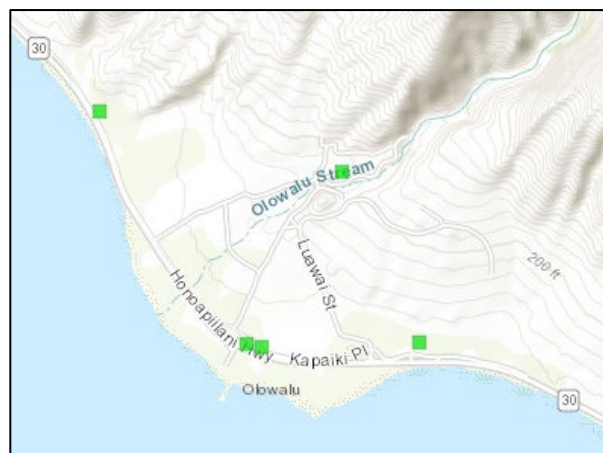 30
Olowalu Stream
Luawai St
200 ft
Honoapiilani Hwy
Kapaiki Pl
Olowalu
30